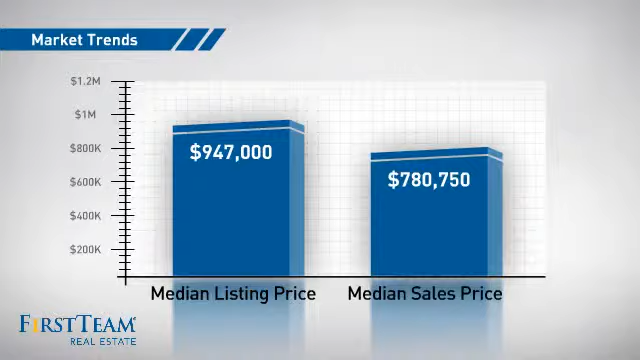 Market Trends
$1.2M
$1M
$800K
$600K
$400K
$200K
$947,000
$780,750
Median Listing Price
Median Sales Price
FIRSTTEAM®
REAL ESTATE